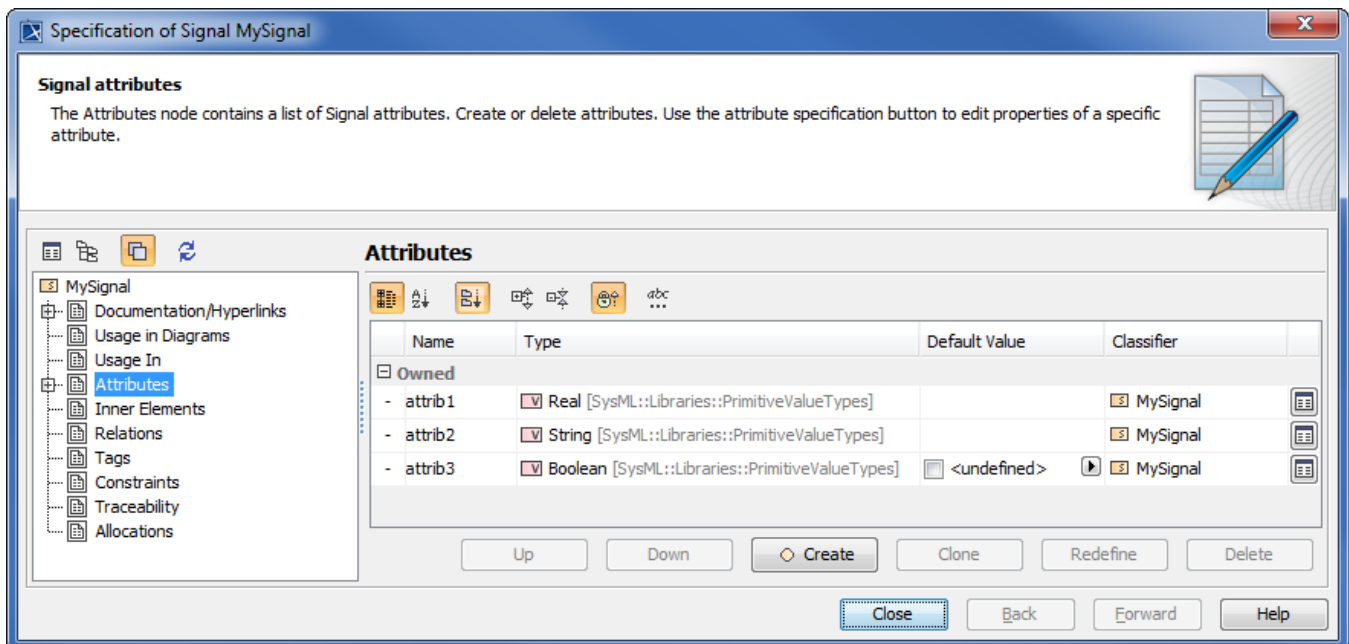 Specification of Signal MySignal
Signal attributes
The Attributes node contains a list of Signal attributes. Create or delete attributes. Use the attribute specification button to edit properties of a specific
attribute.
Attributes
MySignal
Documentation/Hyperlinks
Usage in Diagrams
Usage In
Attributes
Inner Elements
Relations
Tags
Constraints
Traceability
Allocations
Name Type Default Value Classifier
Owned
- attrib1 V Real [SysML::Libraries::PrimitiveValueTypes] S MySignal
- attrib2 V String [SysML::Libraries::PrimitiveValueTypes] S MySignal
- attrib3 V Boolean [SysML::Libraries::PrimitiveValueTypes] <undefined> S MySignal
Up Down Create Clone Redefine Delete
Close Back Forward Help